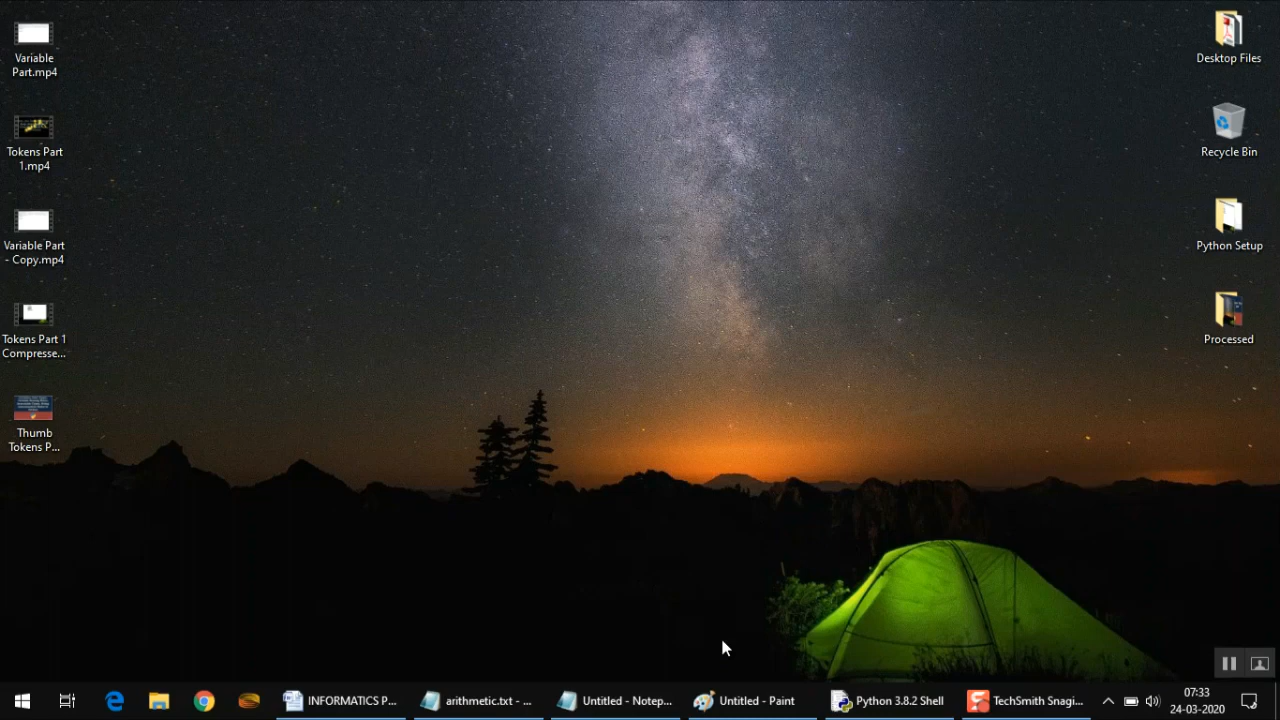 Variable
Part.mp4
Tokens Part
1.mp4
Variable Part
- Copy.mp4
Tokens Part 1
Compresse...
Thumb
Tokens P...
Desktop Files
Recycle Bin
Python Setup
Processed
INFORMATICS P...
arithmetic.txt - ...
Untitled - Notep...
Untitled - Paint
Python 3.8.2 Shell
TechSmith Snagi...
07:33
24-03-2020